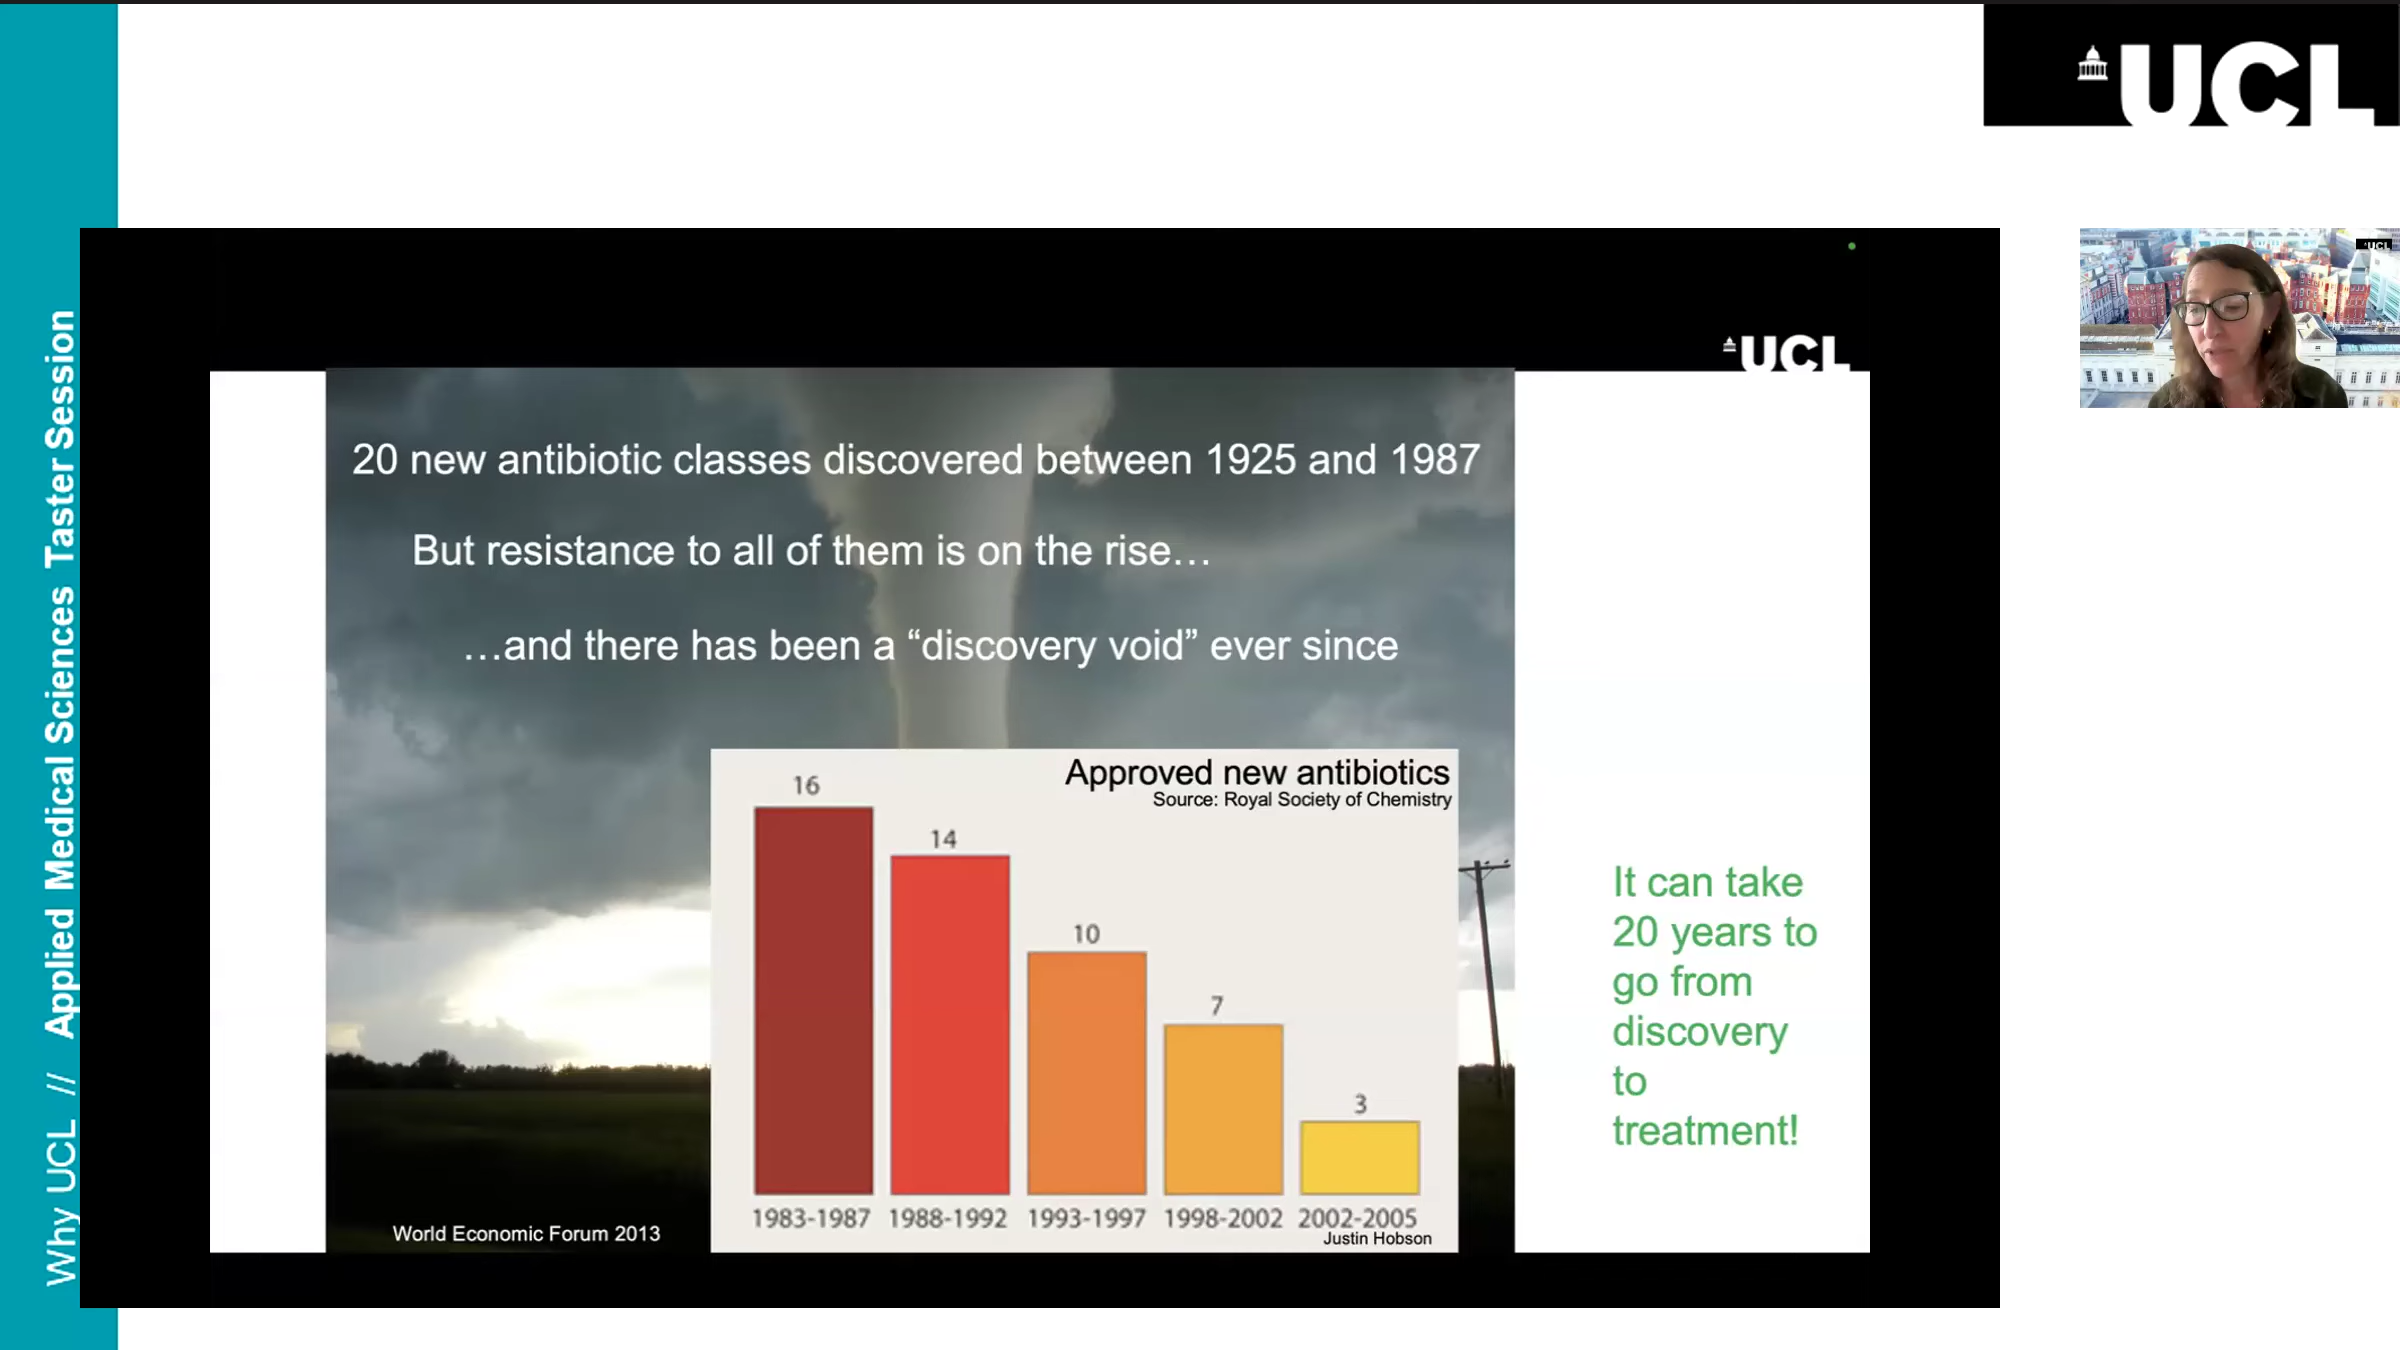 UCL
Why UCL // Applied Medical Sciences Taster Session
UCL
UCL
20 new antibiotic classes discovered between 1925 and 1987
But resistance to all of them is on the rise…
…and there has been a “discovery void” ever since
Approved new antibiotics
Source: Royal Society of Chemistry
16
14
10
7
3
1983-1987 1988-1992 1993-1997 1998-2002 2002-2005
Justin Hobson
World Economic Forum 2013
It can take
20 years to
go from
discovery
to
treatment!